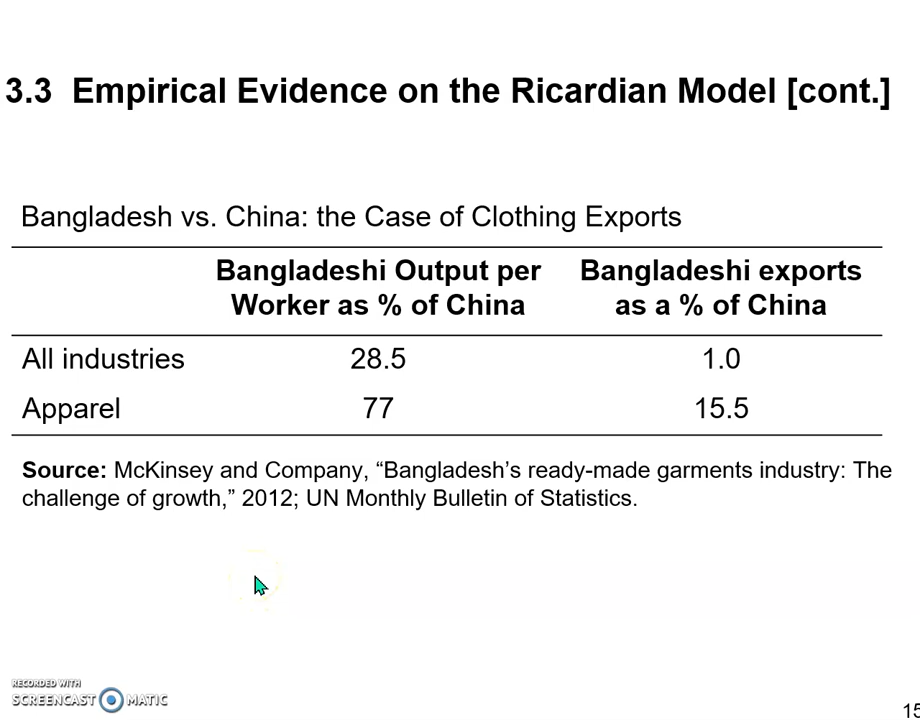 3.3 Empirical Evidence on the Ricardian Model [cont.]
Bangladesh vs. China: the Case of Clothing Exports
Bangladeshi Output per Bangladeshi exports
Worker as % of China as a % of China
All industries 28.5 1.0
Apparel 77 15.5
Source: McKinsey and Company, “Bangladesh’s ready-made garments industry: The
challenge of growth,” 2012; UN Monthly Bulletin of Statistics.
RECORDED WITH
SCREENCAST MATIC
15